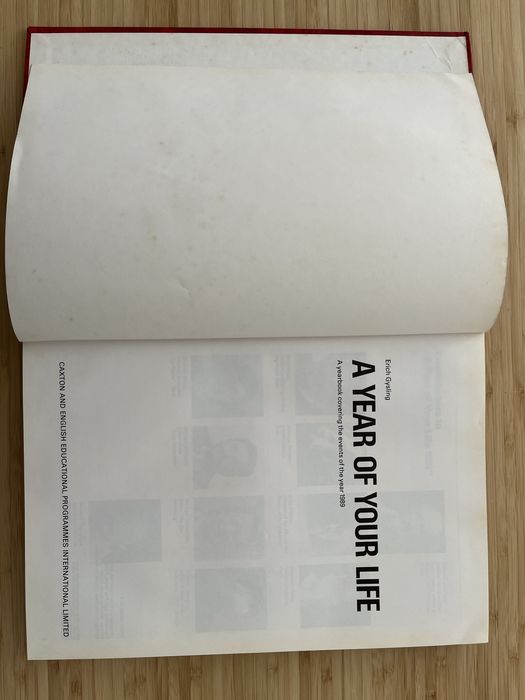 Erich Gysling
A YEAR OF YOUR LIFE
A yearbook covering the events of the year 1989
CAXTON AND ENGLISH EDUCATIONAL PROGRAMMES INTERNATIONAL LIMITED